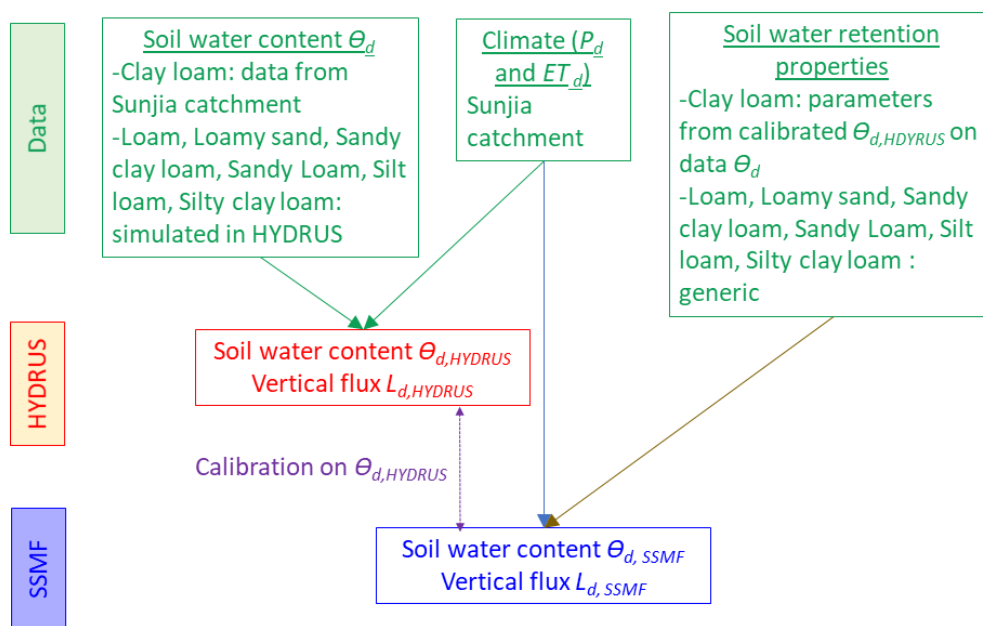 Data
Soil water content ϴd
-Clay loam: data from
Sunjia catchment
-Loam, Loamy sand, Sandy
clay loam, Sandy Loam, Silt
loam, Silty clay loam:
simulated in HYDRUS
Climate (Pd
and ETd)
Sunjia
catchment
Soil water retention
properties
-Clay loam: parameters
from calibrated ϴd,HDYRUS on
data ϴd
-Loam, Loamy sand, Sandy
clay loam, Sandy Loam, Silt
loam, Silty clay loam :
generic
HYDRUS
Soil water content ϴd,HYDRUS
Vertical flux Ld,HYDRUS
Calibration on ϴd,HYDRUS
SSMF
Soil water content ϴd, SSMF
Vertical flux Ld, SSMF